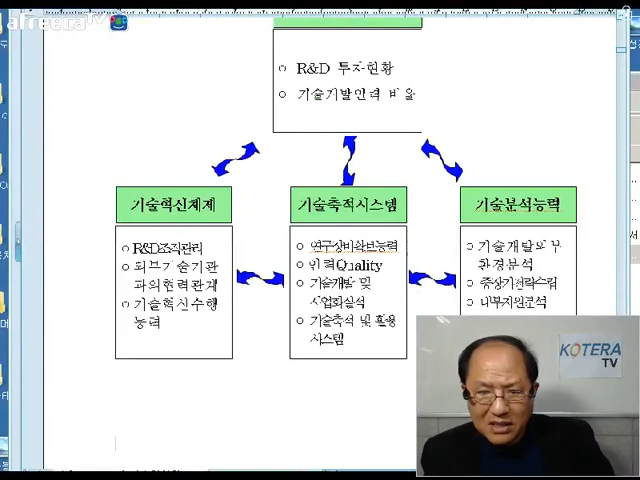 afreecaTV
R&D 투자현황
기술개발인력 비율
기술혁신체제
기술축적시스템
기술분석능력
R&D조직관리
외부기술기관
과의협력관계
기술혁신수행
능력
연구장비확보능력
인력Quality
기술개발 및
사업화실적
기술축적 및 활용
시스템
기술개발외부
환경분석
중장기전략수립
내부자원분석
KOTERA
TV